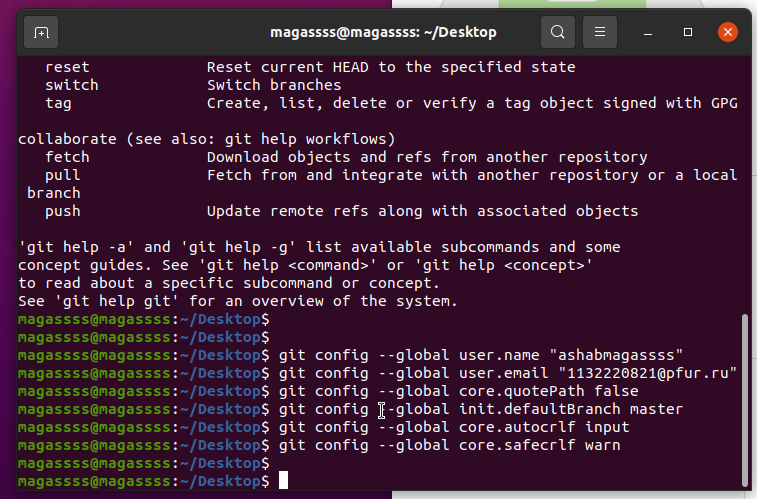 magassss@magassss: ~/Desktop
reset Reset current HEAD to the specified state
switch Switch branches
tag Create, list, delete or verify a tag object signed with GPG
collaborate (see also: git help workflows)
fetch Download objects and refs from another repository
pull Fetch from and integrate with another repository or a local
branch
push Update remote refs along with associated objects
'git help -a' and 'git help -g' list available subcommands and some
concept guides. See 'git help <command>' or 'git help <concept>'
to read about a specific subcommand or concept.
See 'git help git' for an overview of the system.
magassss@magassss:~/Desktop$
magassss@magassss:~/Desktop$
magassss@magassss:~/Desktop$ git config --global user.name "ashabmagassss"
magassss@magassss:~/Desktop$ git config --global user.email "1132220821@pfur.ru"
magassss@magassss:~/Desktop$ git config --global core.quotePath false
magassss@magassss:~/Desktop$ git config --global init.defaultBranch master
magassss@magassss:~/Desktop$ git config --global core.autocrlf input
magassss@magassss:~/Desktop$ git config --global core.safecrlf warn
magassss@magassss:~/Desktop$
magassss@magassss:~/Desktop$